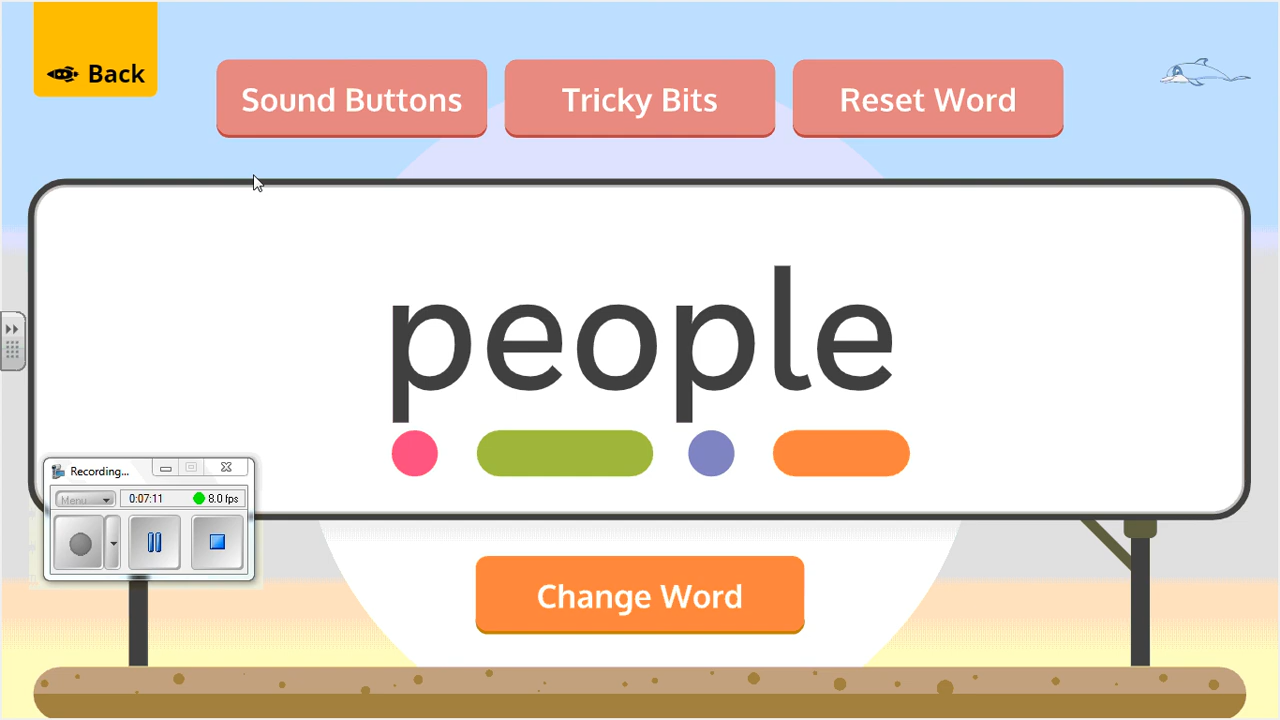 Back
Sound Buttons
Tricky Bits
Reset Word
people
Recording...
Menu
0:07:11
8.0 fps
Change Word